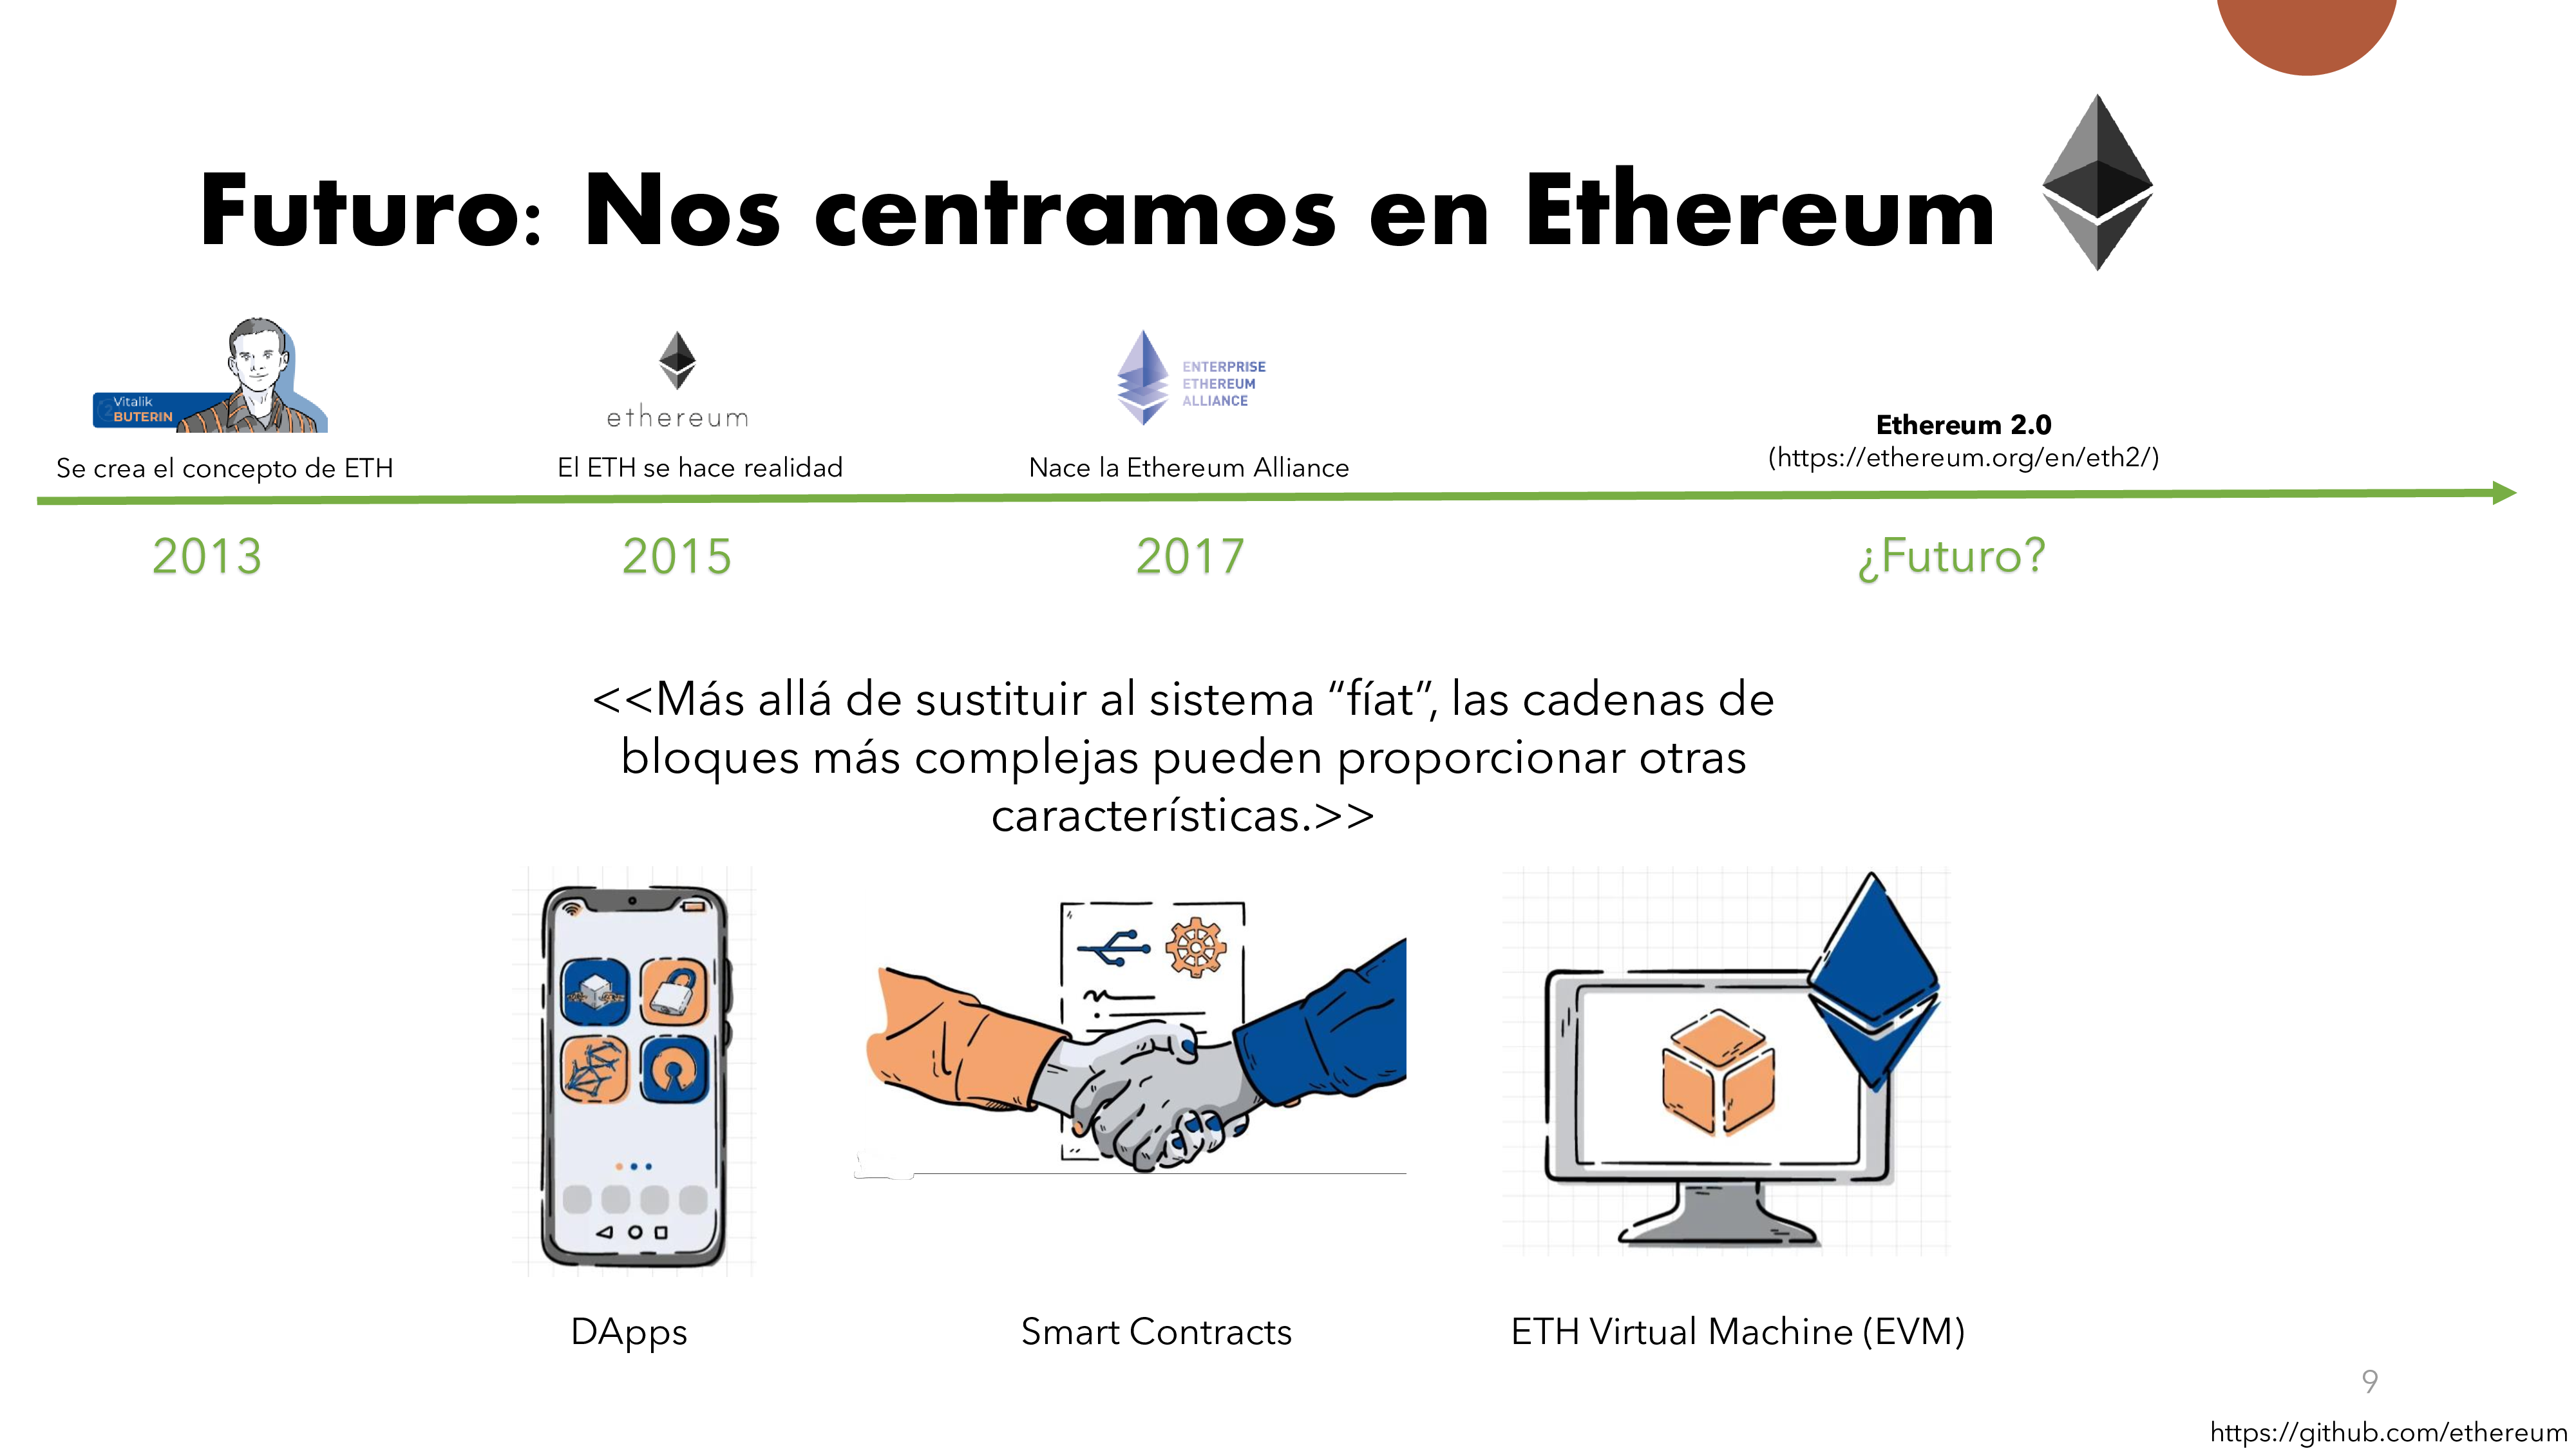 Futuro: Nos centramos en Ethereum
Vitalik
BUTERIN
Se crea el concepto de ETH
ethereum
El ETH se hace realidad
ENTERPRISE
ETHEREUM
ALLIANCE
Nace la Ethereum Alliance
Ethereum 2.0
(https://ethereum.org/en/eth2/)
2013
2015
2017
¿Futuro?
<<Más allá de sustituir al sistema “fíat”, las cadenas de
bloques más complejas pueden proporcionar otras
características.>>
DApps
Smart Contracts
ETH Virtual Machine (EVM)
9
https://github.com/ethereum